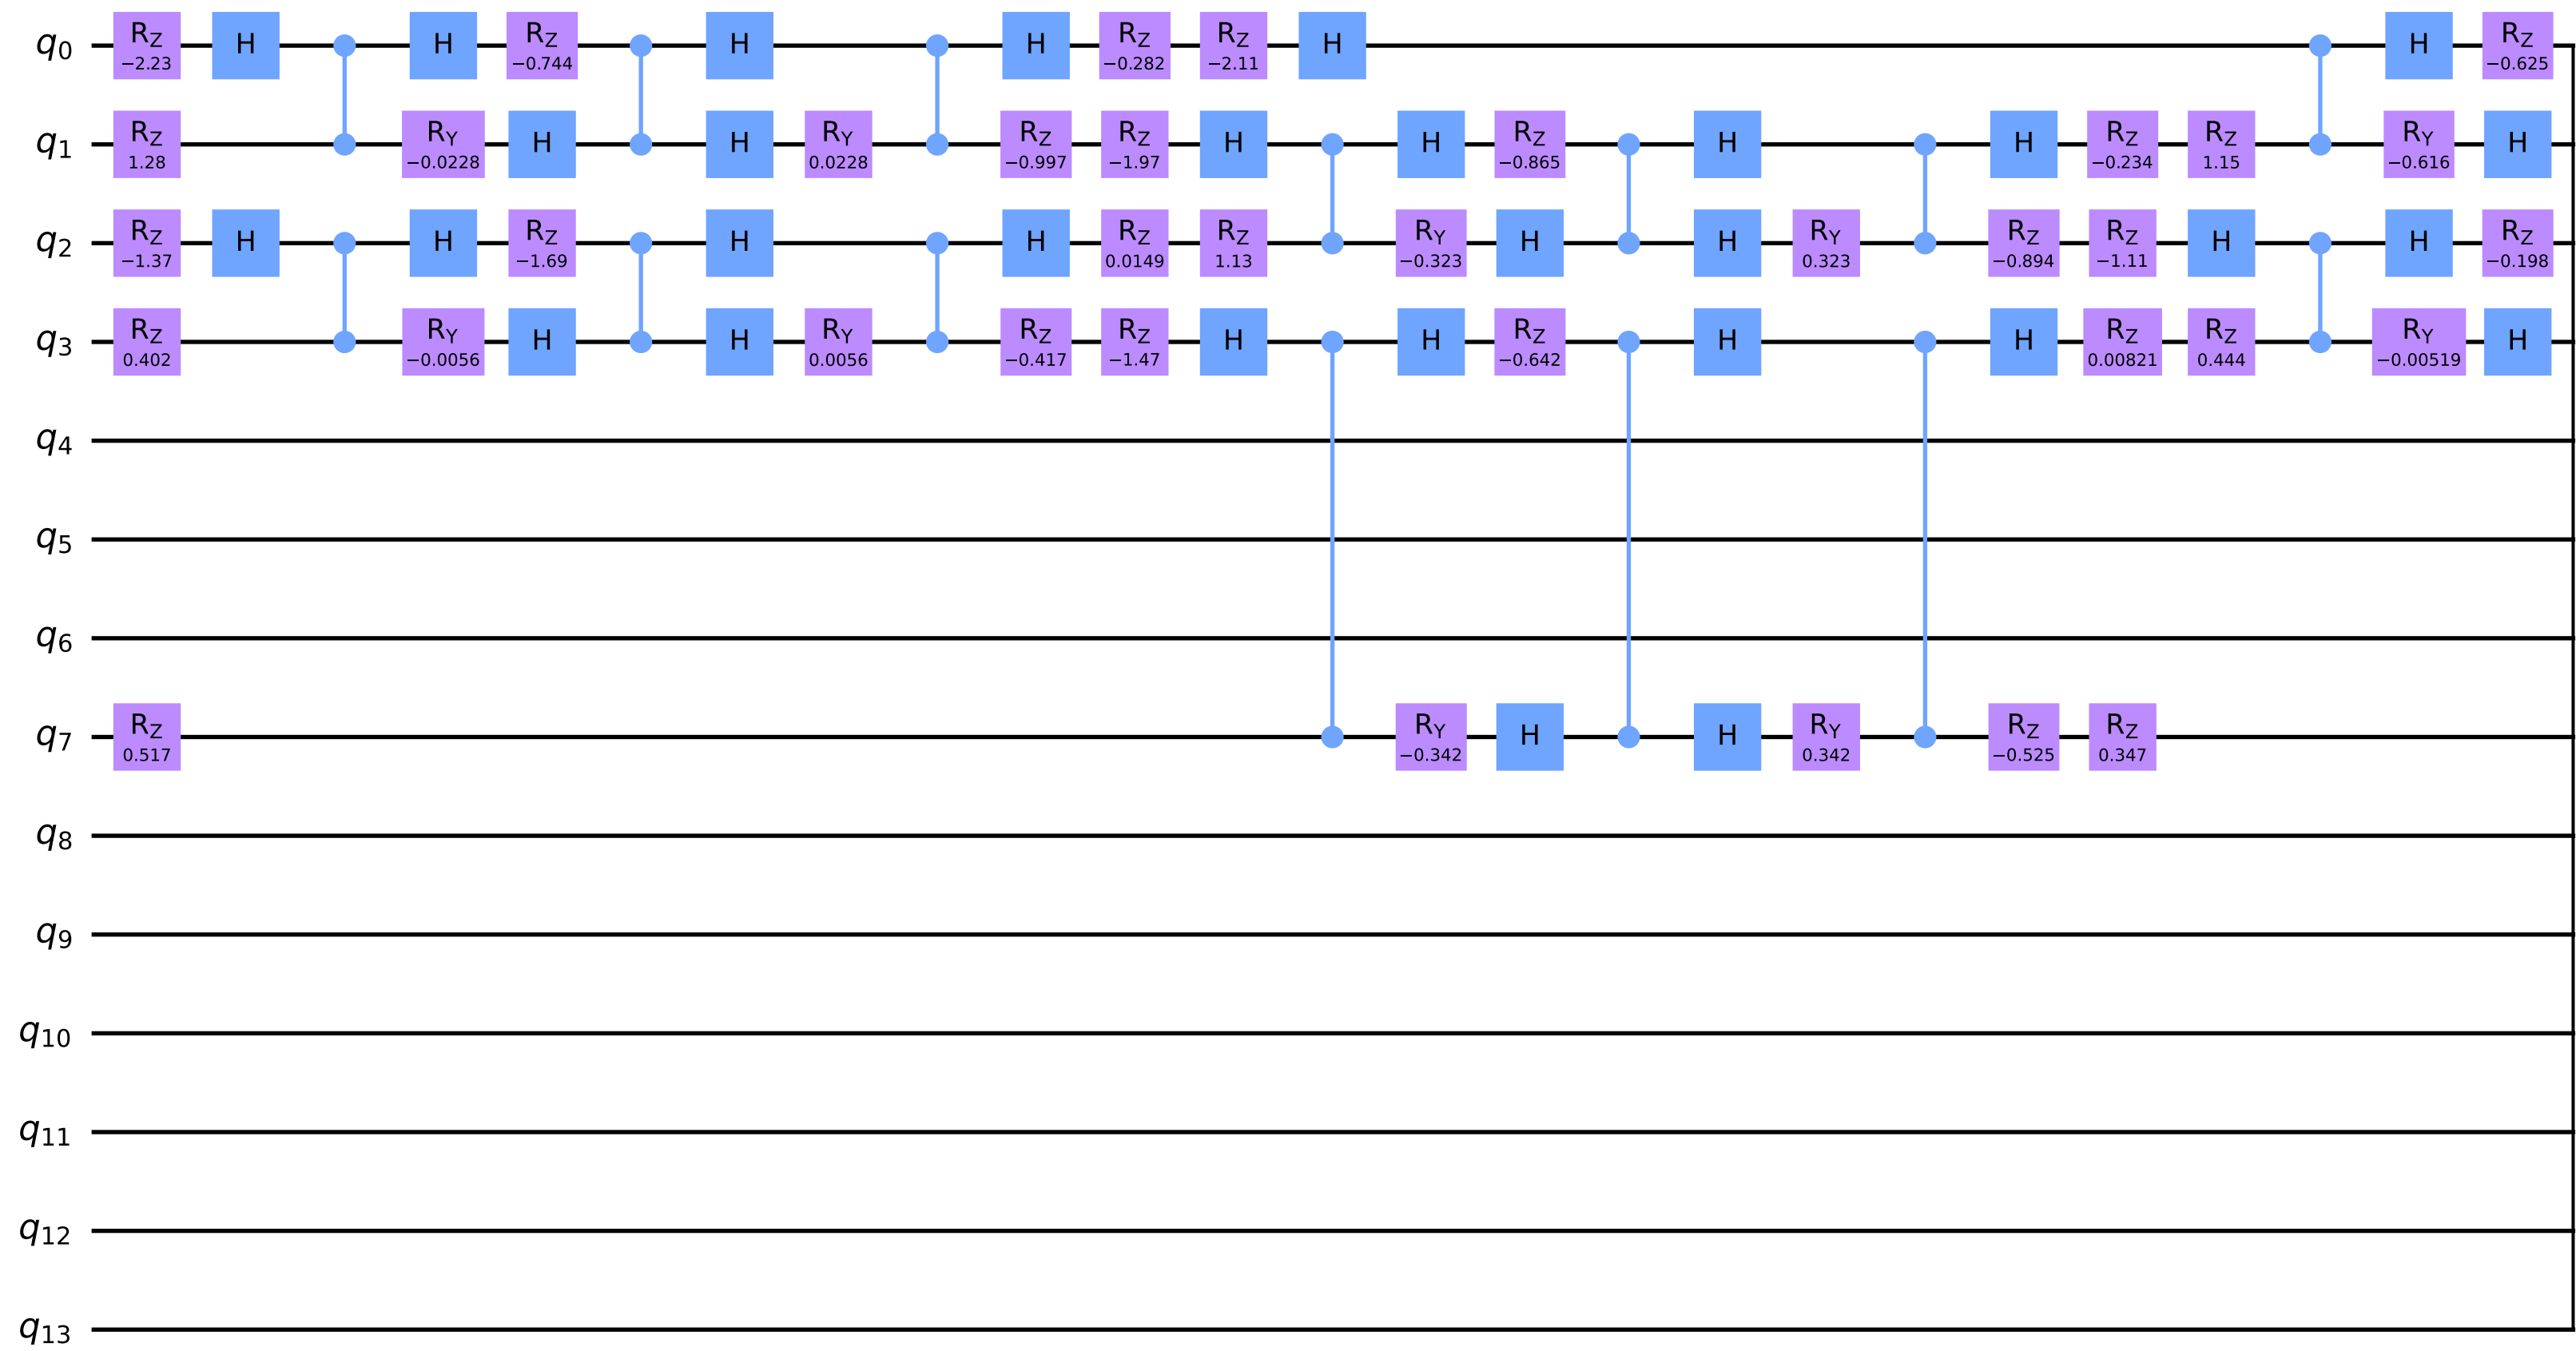 q0 RZ −2.23 H H RZ −0.744 H H RZ −0.282 RZ −2.11 H H RZ −0.625
q1 RZ 1.28 RY −0.0228 H H RY 0.0228 RZ −0.997 RZ −1.97 H H RZ −0.865 H H RZ −0.234 RZ 1.15 RY −0.616 H
q2 RZ −1.37 H H RZ −1.69 H H RZ 0.0149 RZ 1.13 RY −0.323 H H RY 0.323 RZ −0.894 RZ −1.11 H H RZ −0.198
q3 RZ 0.402 RY −0.0056 H H RY 0.0056 RZ −0.417 RZ −1.47 H H RZ −0.642 H H RZ 0.00821 RZ 0.444 RY −0.00519 H
q4
q5
q6
q7 RZ 0.517 RY −0.342 H H RY 0.342 RZ −0.525 RZ 0.347
q8
q9
q10
q11
q12
q13